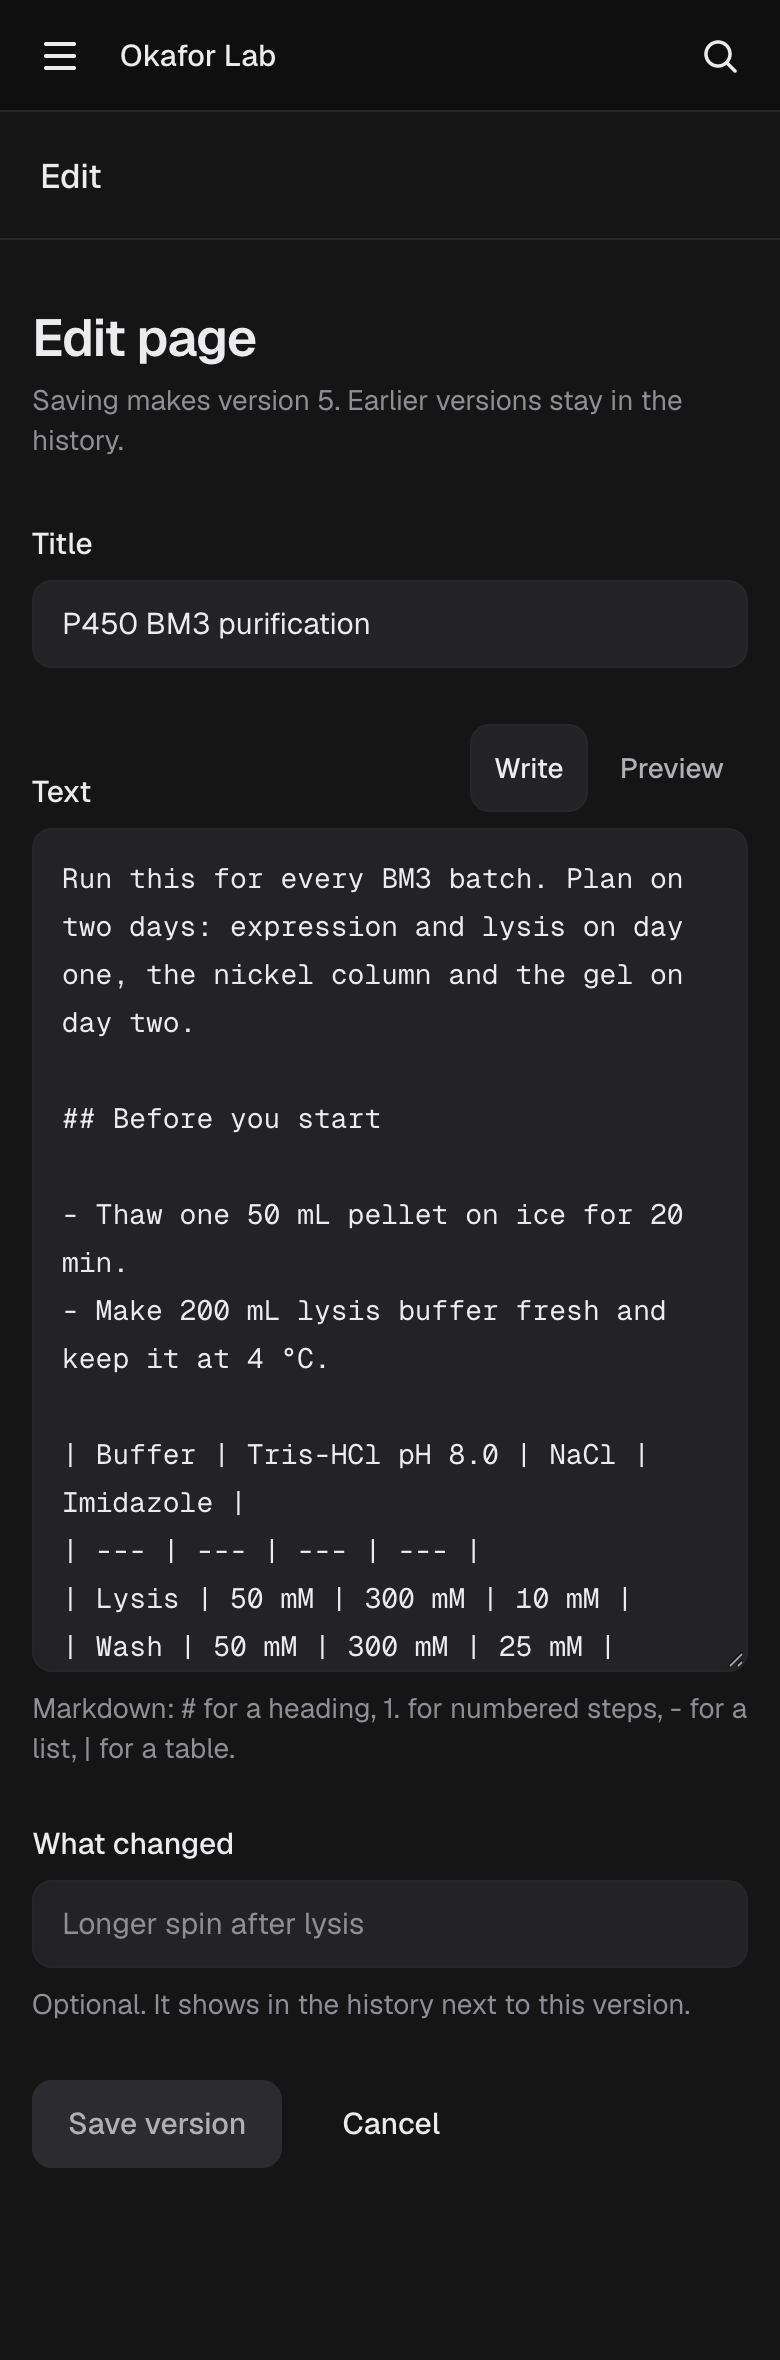 Okafor Lab
Edit
Edit page
Saving makes version 5. Earlier versions stay in the
history.
Title
P450 BM3 purification
Write
Preview
Text
Run this for every BM3 batch. Plan on
two days: expression and lysis on day
one, the nickel column and the gel on
day two.
## Before you start
- Thaw one 50 mL pellet on ice for 20
min.
- Make 200 mL lysis buffer fresh and
keep it at 4 °C.
| Buffer | Tris-HCl pH 8.0 | NaCl |
Imidazole |
| --- | --- | --- | --- |
| Lysis | 50 mM | 300 mM | 10 mM |
| Wash | 50 mM | 300 mM | 25 mM |
Markdown: # for a heading, 1. for numbered steps, - for a
list, | for a table.
What changed
Longer spin after lysis
Optional. It shows in the history next to this version.
Save version
Cancel